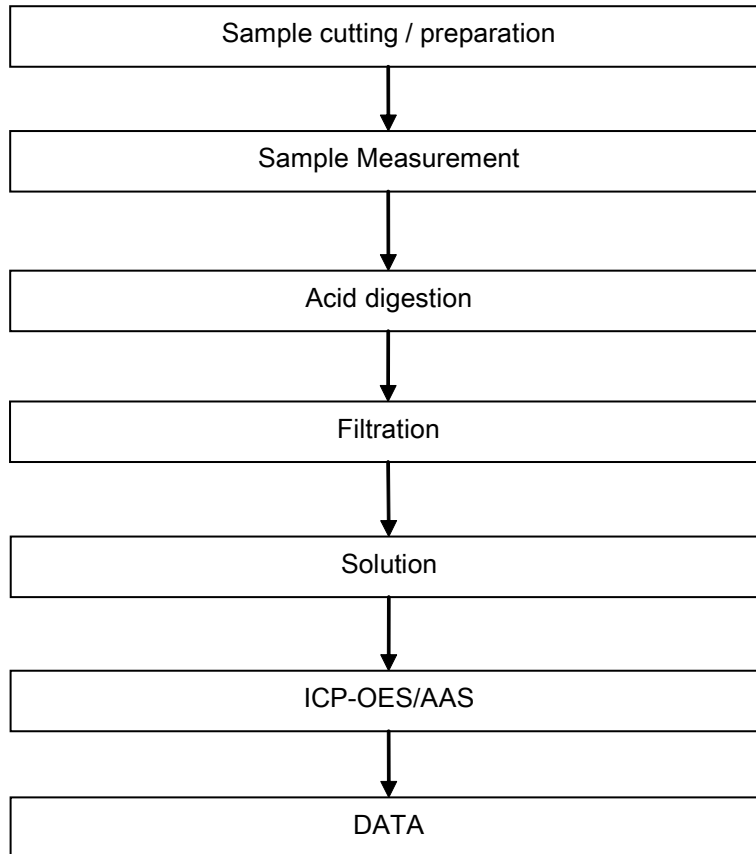 Sample cutting / preparation
Sample Measurement
Acid digestion
Filtration
Solution
ICP-OES/AAS
DATA